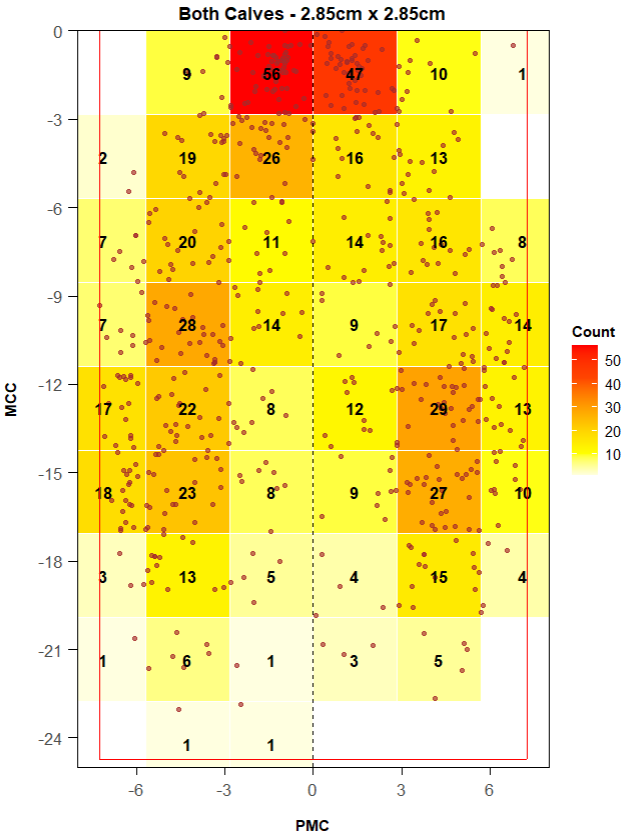 Both Calves - 2.85cm x 2.85cm
0
9 56 47 10 1
-3
2 19 26 16 13
-6
7 20 11 14 16 8
-9
7 28 14 9 17 14
Count
50
40
30
20
10
-12
17 22 8 12 29 13
MCC
-15
18 23 8 9 27 10
-18
3 13 5 4 15 4
-21
1 6 1 3 5
-24
1 1
-6 -3 0 3 6
PMC